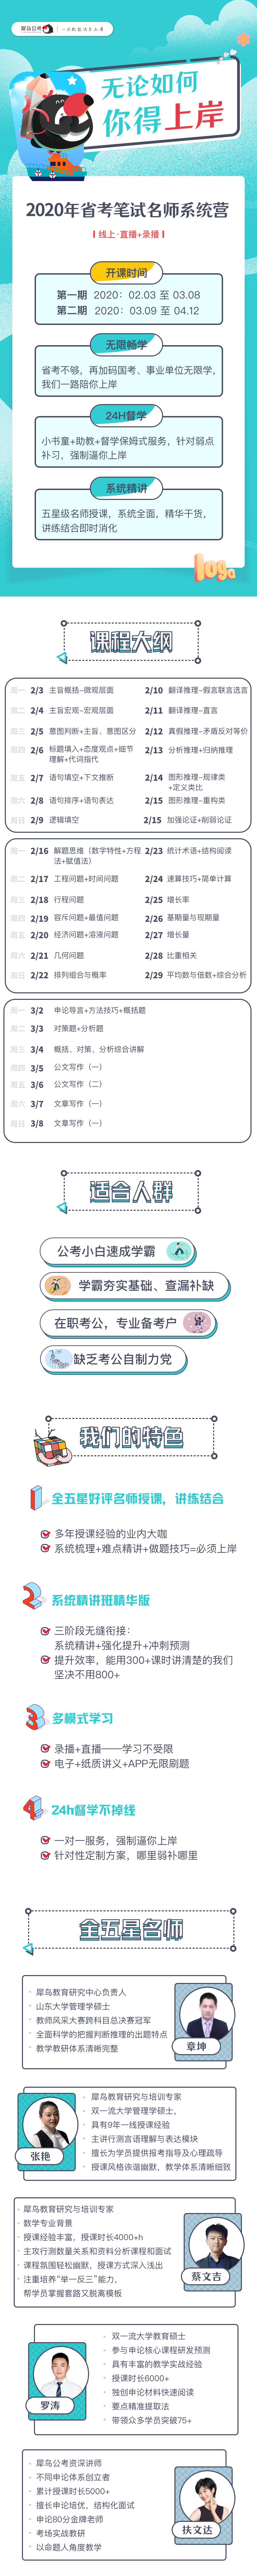 犀鸟公考
一点就能助考上岸
无论如何
你得上岸
2020年省考笔试名师系统营
线上·直播+录播
开课时间
第一期 2020：02.03 至 03.08
第二期 2020：03.09 至 04.12
无限畅学
省考不够，再加码国考、事业单位无限学，
我们一路陪你上岸
24H督学
小书童+助教+督学保姆式服务，针对弱点
补习，强制逼你上岸
系统精讲
五星级名师授课，系统全面，精华干货，
讲练结合即时消化
logo
课程大纲
周一 2/3 主旨概括-微观层面 2/10 翻译推理-假言联言选言
周二 2/4 主旨宏观-宏观层面 2/11 翻译推理-直言
周三 2/5 意图判断+主旨、意图区分 2/12 真假推理-矛盾反对等价
周四 2/6 标题填入+态度观点+细节
理解+代词指代
2/13 分析推理+归纳推理
周五 2/7 语句填空+下文推断 2/14 图形推理-规律类
+定义类比
周六 2/8 语句排序+语句表达 2/15 图形推理-重构类
周日 2/9 逻辑填空 2/15 加强论证+削弱论证
周一 2/16 解题思维（数字特性+方程
法+赋值法）
2/23 统计术语+结构阅读
周二 2/17 工程问题+时间问题 2/24 速算技巧+简单计算
周三 2/18 行程问题 2/25 增长率
周四 2/19 容斥问题+最值问题 2/26 基期量与现期量
周五 2/20 经济问题+溶液问题 2/27 增长量
周六 2/21 几何问题 2/28 比重相关
周日 2/22 排列组合与概率 2/29 平均数与倍数+综合分析
周一 3/2 申论导言+方法技巧+概括题
周二 3/3 对策题+分析题
周三 3/4 概括、对策、分析综合讲解
周四 3/5 公文写作（一）
周五 3/6 公文写作（二）
周六 3/7 文章写作（一）
周日 3/8 文章写作（一）
适合人群
公考小白速成学霸
学霸夯实基础、查漏补缺
在职考公，专业备考户
缺乏考公自制力党
我们的特色
1 全五星好评名师授课，讲练结合
多年授课经验的业内大咖
系统梳理+难点精讲+做题技巧=必须上岸
2 系统精讲班精华版
三阶段无缝衔接：
系统精讲+强化提升+冲刺预测
提升效率，能用300+课时讲清楚的我们
坚决不用800+
3 多模式学习
录播+直播——学习不受限
电子+纸质讲义+APP无限刷题
4 24h督学不掉线
一对一服务，强制逼你上岸
针对性定制方案，哪里弱补哪里
全五星名师
犀鸟教育研究中心负责人
山东大学管理学硕士
教师风采大赛跨科目总决赛冠军
全面科学的把握判断推理的出题特点
教学教研体系清晰完整
章坤
犀鸟教育研究与培训专家
双一流大学管理学硕士，
具有9年一线授课经验
主讲行测言语理解与表达模块
擅长为学员提供报考指导及心理疏导
授课风格诙谐幽默，教学体系清晰细致
张艳
犀鸟教育研究与培训专家
数学专业背景
授课经验丰富，授课时长4000+h
主攻行测数量关系和资料分析课程和面试
课程氛围轻松幽默，授课方式深入浅出
注重培养“举一反三”能力，
帮学员掌握套路又脱离模板
蔡文吉
双一流大学教育硕士
参与申论核心课程研发预测
具有丰富的教学实战经验
授课时长6000+
独创申论材料快速阅读
要点精准提取法
带领众多学员突破75+
罗涛
犀鸟公考资深讲师
不同申论体系创立者
累计授课时长5000+
擅长申论培优，结构化面试
申论80分金牌老师
考场实战教研
以命题人角度教学
扶文达